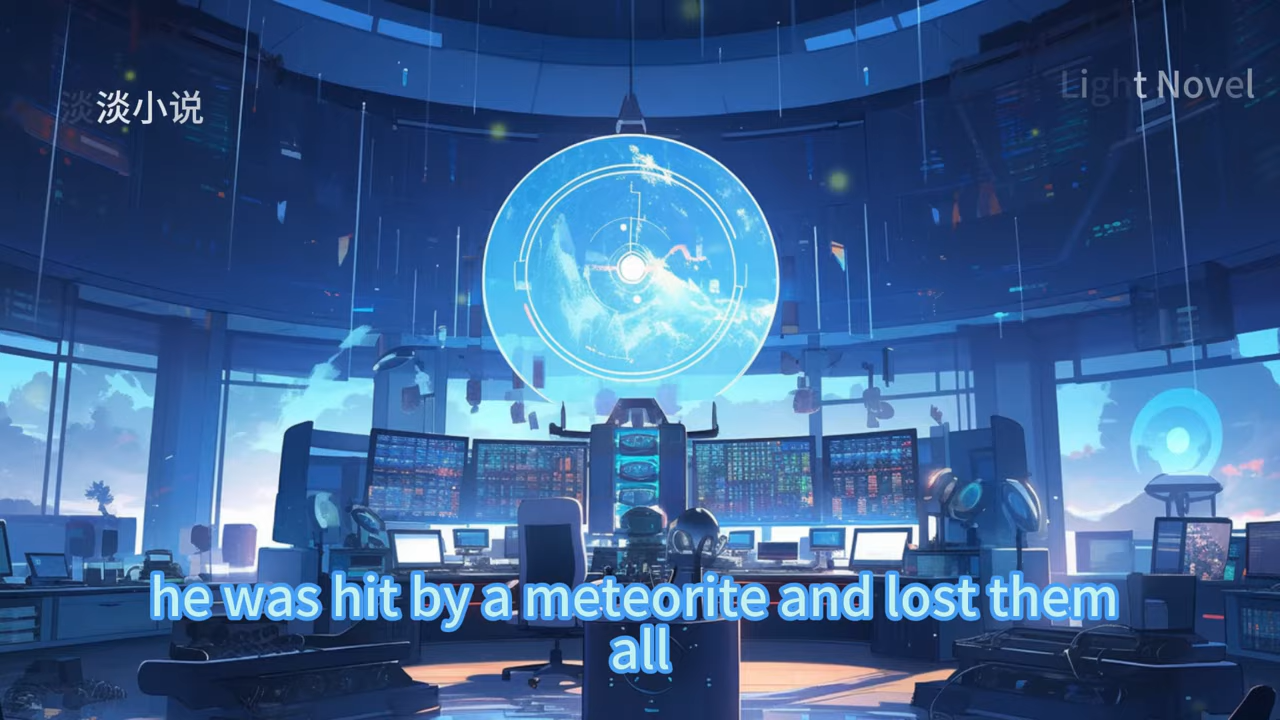 淡淡小说
Light Novel
he was hit by a meteorite and lost them
all